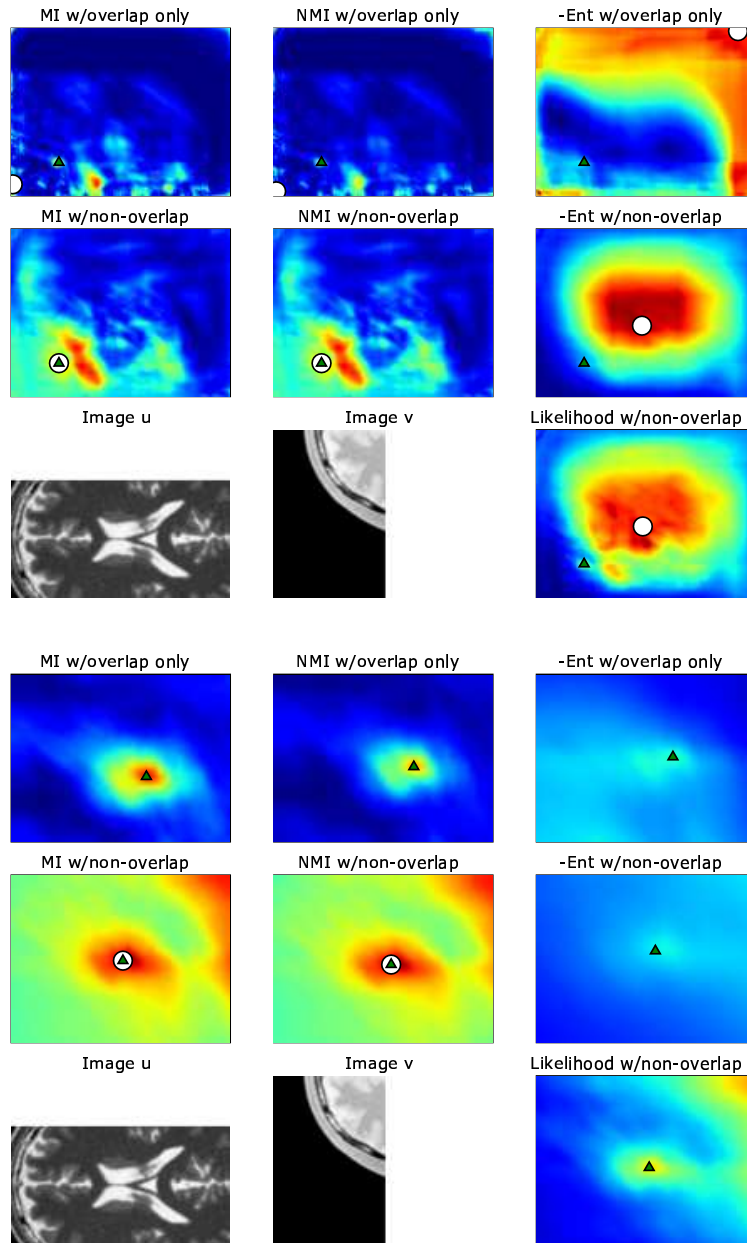 MI w/overlap only
NMI w/overlap only
-Ent w/overlap only
MI w/non-overlap
NMI w/non-overlap
-Ent w/non-overlap
Image u
Image v
Likelihood w/non-overlap
MI w/overlap only
NMI w/overlap only
-Ent w/overlap only
MI w/non-overlap
NMI w/non-overlap
-Ent w/non-overlap
Image u
Image v
Likelihood w/non-overlap